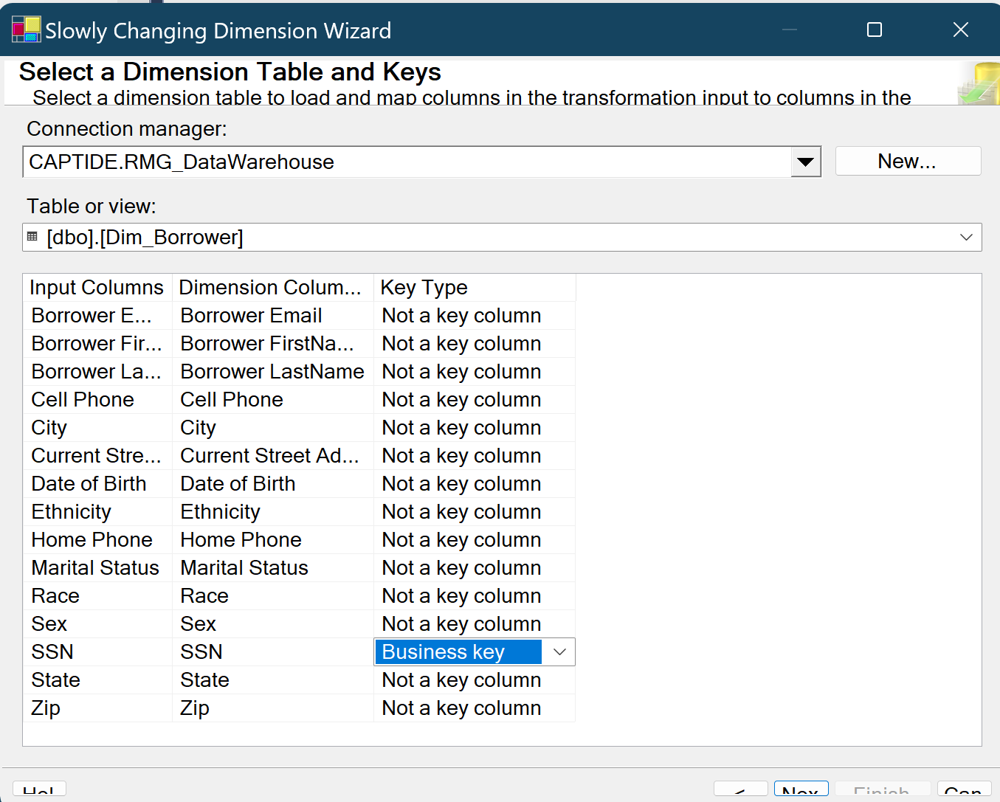 Slowly Changing Dimension Wizard
Select a Dimension Table and Keys
Select a dimension table to load and map columns in the transformation input to columns in the
Connection manager:
CAPTIDE.RMG_DataWarehouse New...
Table or view:
[dbo].[Dim_Borrower]
Input Columns Dimension Colum... Key Type
Borrower E... Borrower Email Not a key column
Borrower Fir... Borrower FirstNa... Not a key column
Borrower La... Borrower LastName Not a key column
Cell Phone Cell Phone Not a key column
City City Not a key column
Current Stre... Current Street Ad... Not a key column
Date of Birth Date of Birth Not a key column
Ethnicity Ethnicity Not a key column
Home Phone Home Phone Not a key column
Marital Status Marital Status Not a key column
Race Race Not a key column
Sex Sex Not a key column
SSN SSN Business key
State State Not a key column
Zip Zip Not a key column
Hel < Nex Finish Can